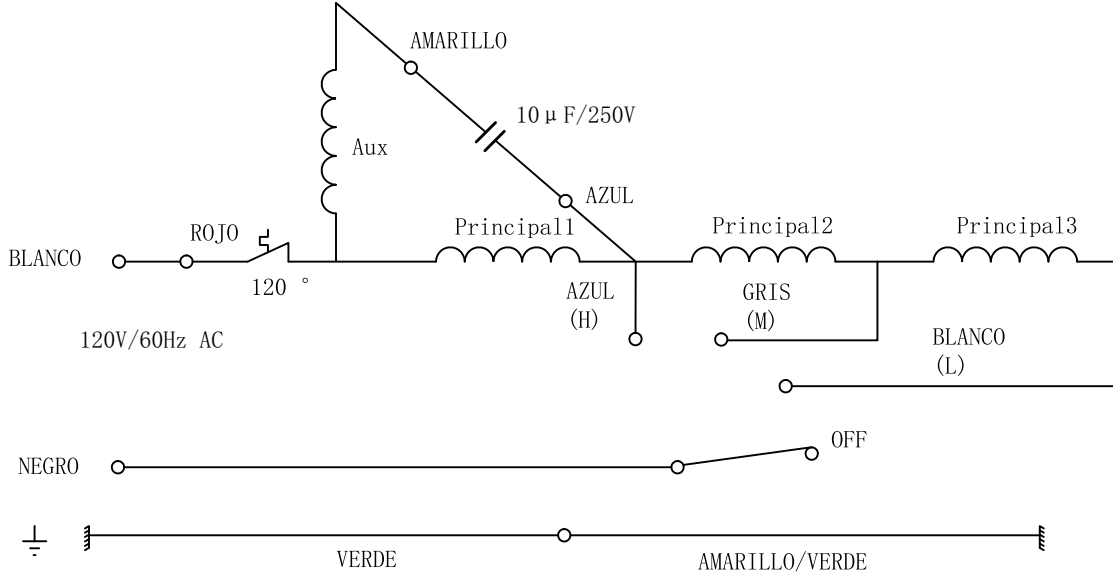 AMARILLO
10μF/250V
Aux
AZUL
Principal1
Principal2
Principal3
ROJO
BLANCO
120 °
AZUL
(H)
GRIS
(M)
120V/60Hz AC
BLANCO
(L)
OFF
NEGRO
VERDE
AMARILLO/VERDE